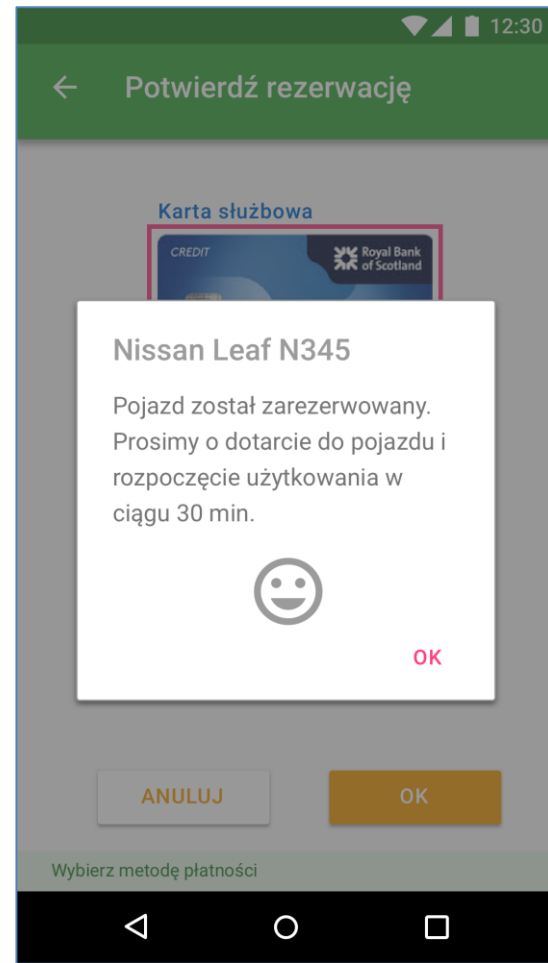 12:30
Potwierdź rezerwację
Karta służbowa
CREDIT
Royal Bank
of Scotland
Nissan Leaf N345
Pojazd został zarezerwowany.
Prosimy o dotarcie do pojazdu i
rozpoczęcie użytkowania w
ciągu 30 min.
OK
ANULUJ
OK
Wybierz metodę płatności